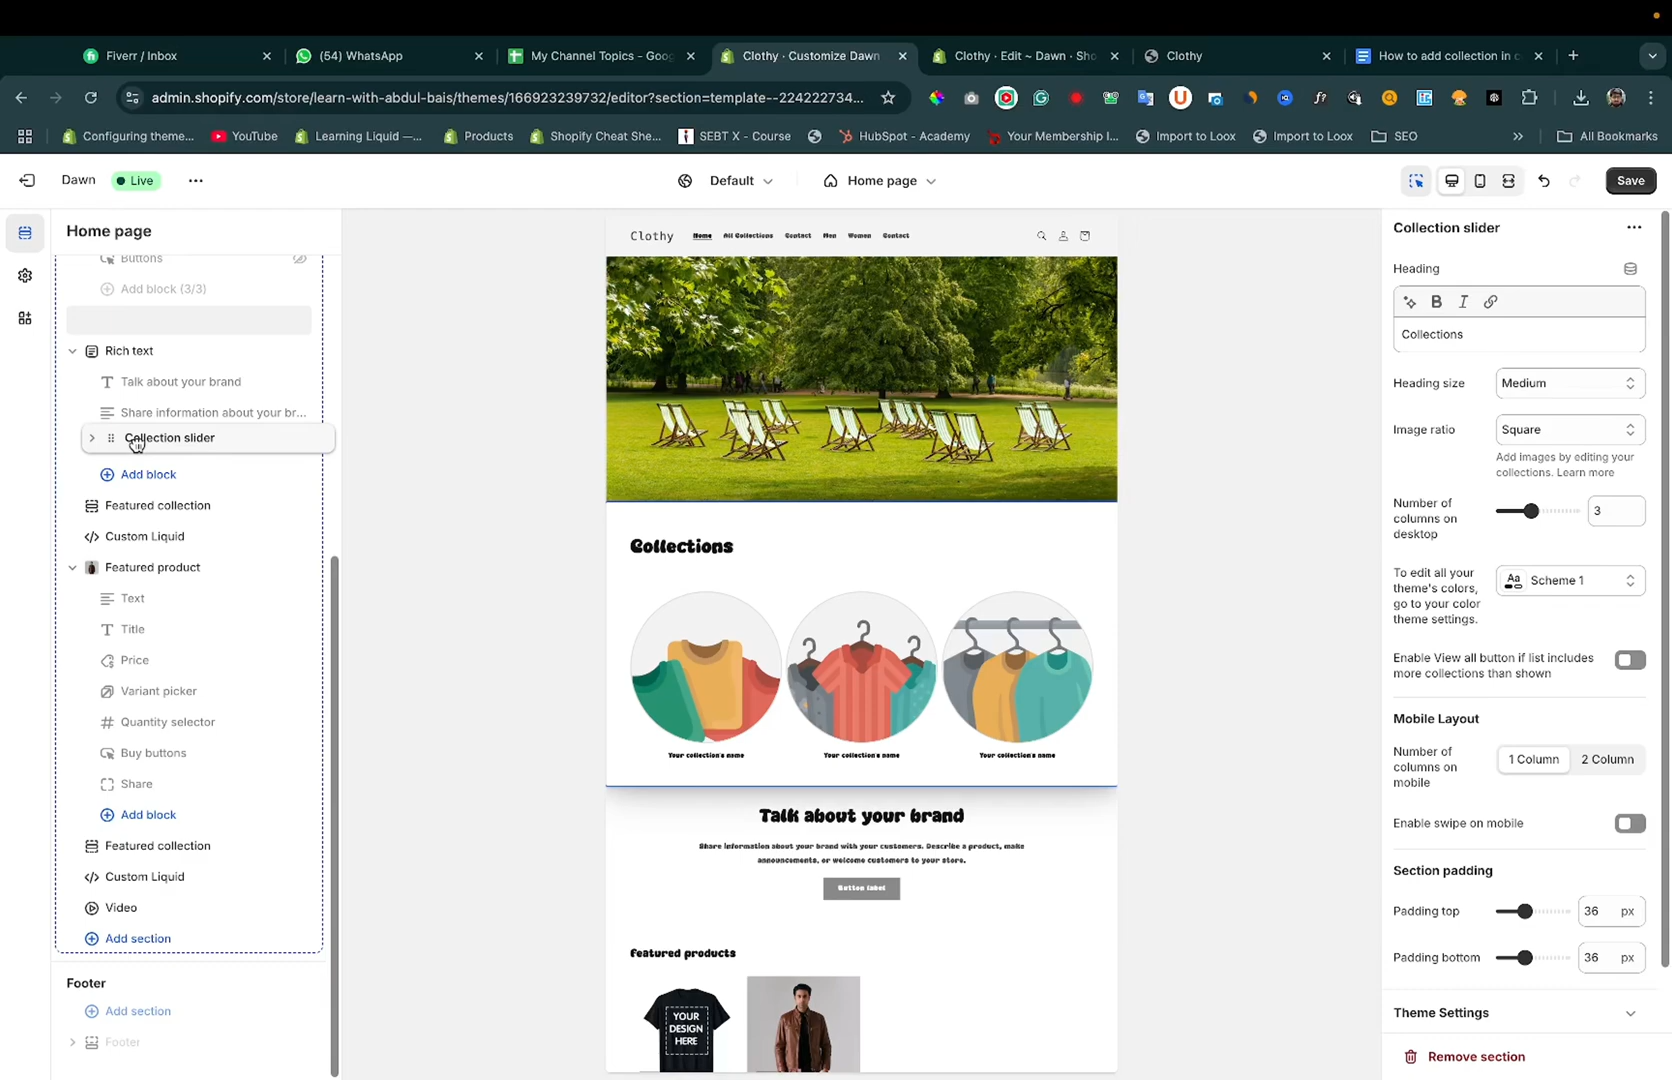 Fiverr / Inbox
(54) WhatsApp
My Channel Topics - Goog
Clothy · Customize Dawn
Clothy · Edit ~ Dawn · Sho
Clothy
How to add collection in c
admin.shopify.com/store/learn-with-abdul-bais/themes/166923239732/editor?section=template--224222734...
Configuring theme...
YouTube
Learning Liquid —...
Products
Shopify Cheat She...
SEBT X - Course
HubSpot - Academy
Your Membership I...
Import to Loox
Import to Loox
SEO
All Bookmarks
Dawn
Live
Default
Home page
Save
Home page
Buttons
Add block (3/3)
Rich text
Talk about your brand
Share information about your br...
Collection slider
Add block
Featured collection
Custom Liquid
Featured product
Text
Title
Price
Variant picker
Quantity selector
Buy buttons
Share
Add block
Featured collection
Custom Liquid
Video
Add section
Footer
Add section
Footer
Clothy
Home
All Collections
Contact
Men
Women
Contact
Collections
Your collection's name
Your collection's name
Your collection's name
Talk about your brand
Share information about your brand with your customers. Describe a product, make
announcements, or welcome customers to your store.
Button label
Featured products
YOUR
DESIGN
HERE
Collection slider
Heading
B
I
Collections
Heading size
Medium
Image ratio
Square
Add images by editing your
collections. Learn more
Number of
columns on
desktop
3
To edit all your
theme's colors,
go to your color
theme settings.
Aa
Scheme 1
Enable View all button if list includes
more collections than shown
Mobile Layout
Number of
columns on
mobile
1 Column
2 Column
Enable swipe on mobile
Section padding
Padding top
36
px
Padding bottom
36
px
Theme Settings
Remove section